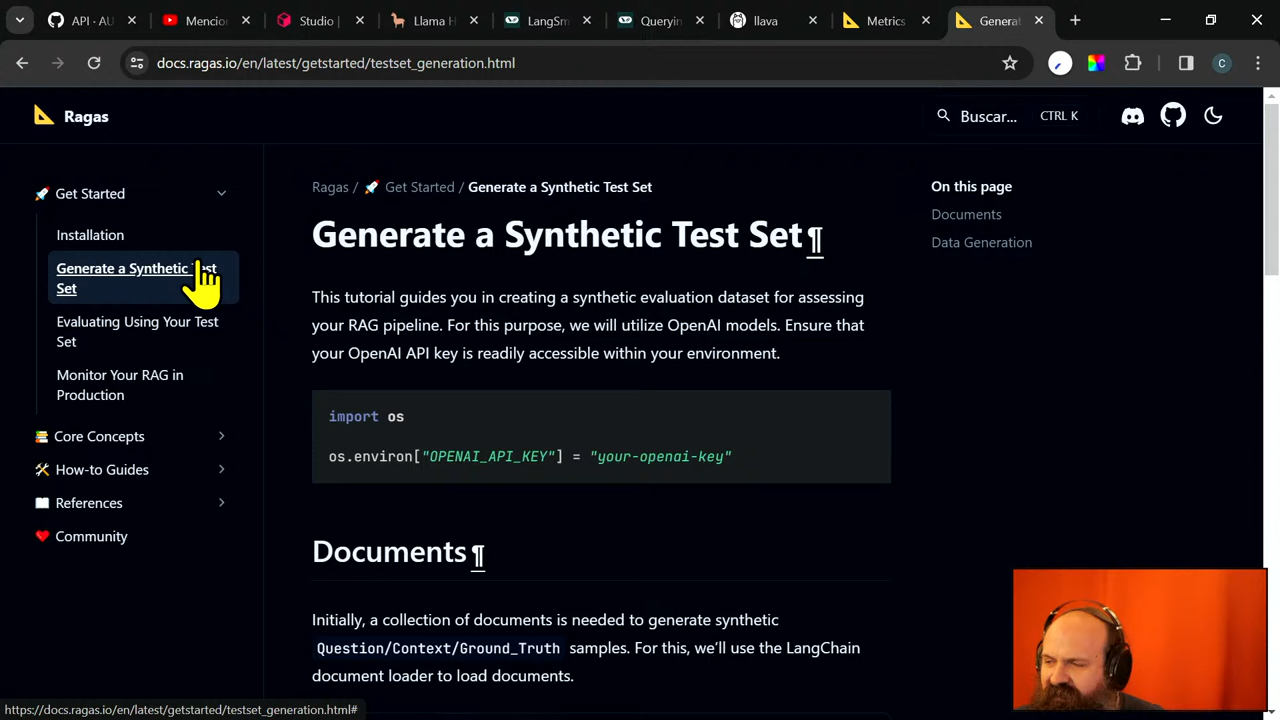 API - AU
Mencio
Studio |
Llama H
LangSm
Queryin
llava
Metrics
Generat
docs.ragas.io/en/latest/getstarted/testset_generation.html
C
Ragas
Buscar...
CTRL K
Get Started
Installation
Generate a Synthetic Test
Set
Evaluating Using Your Test
Set
Monitor Your RAG in
Production
Core Concepts
How-to Guides
References
Community
Ragas / 🚀 Get Started / Generate a Synthetic Test Set
Generate a Synthetic Test Set¶
This tutorial guides you in creating a synthetic evaluation dataset for assessing
your RAG pipeline. For this purpose, we will utilize OpenAI models. Ensure that
your OpenAI API key is readily accessible within your environment.
import os
os.environ["OPENAI_API_KEY"] = "your-openai-key"
Documents¶
Initially, a collection of documents is needed to generate synthetic
Question/Context/Ground_Truth samples. For this, we'll use the LangChain
document loader to load documents.
On this page
Documents
Data Generation
https://docs.ragas.io/en/latest/getstarted/testset_generation.html#